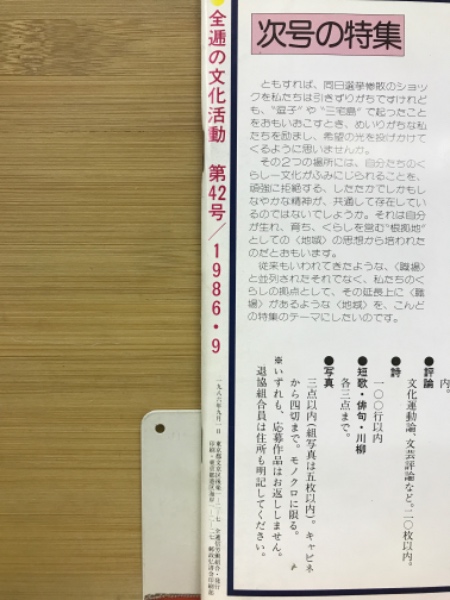 全逓の文化活動　第42号／1986・9
次号の特集
ともすれば、同日選挙惨敗のショッ
クを私たちは引きずりがちですけれど
も、“逗子”や“三宅島”で起ったこと
をおもいおこすとき、めいりがちな私
たちを励まし、希望の光を投げかけて
くるように思いませんか。
その2つの場所には、自分たちのく
らし―文化がふみにじられることを、
頑強に拒絶する、したたかでしかもし
なやかな精神が、共通して存在してい
るのではないでしょうか。それは自分
が生れ、育ち、くらしを営む“根拠地”
としての〈地域〉の思想から培われたも
のだとおもいます。
従来もいわれてきたような、〈職場〉
と並列されたそれでなく、私たちのく
らしの拠点として、その延長上に〈職
場〉があるような〈地域〉を、こんど
の特集のテーマにしたいのです。
内。
●評論
文化運動論、文芸評論など。二〇枚以内。
●詩
一〇〇行以内
●短歌・俳句・川柳
各三点まで。
●写真
三点以内（組写真は五枚以内）。キャビネ
から四切まで。モノクロに限る。
※いずれも、応募作品はお返ししません。
退協組合員は住所も明記してください。
一九八六年九月一日